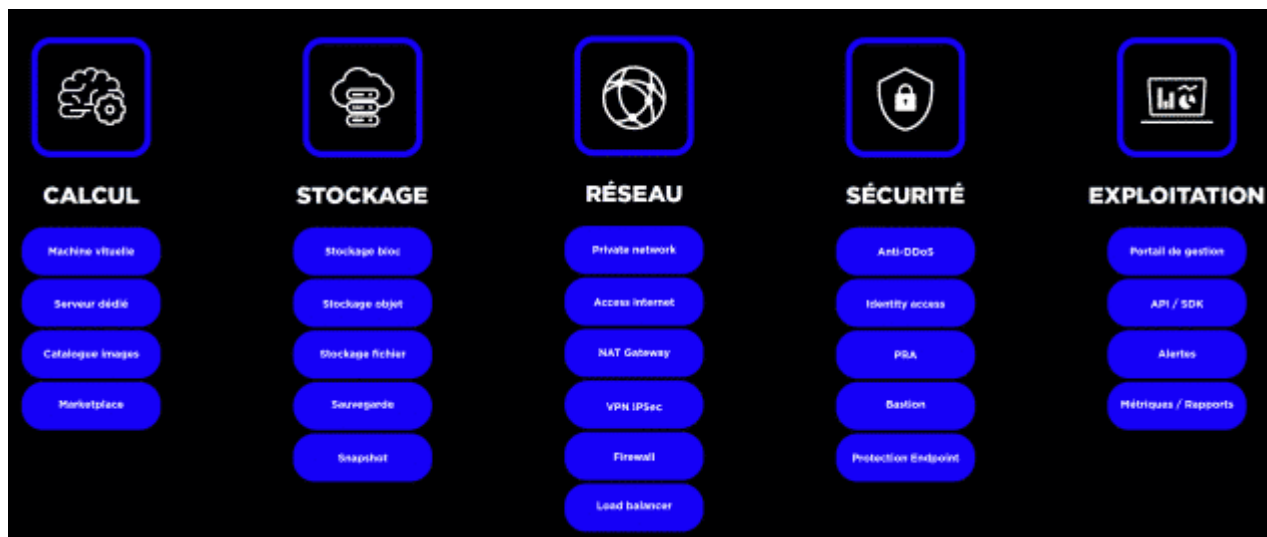 CALCUL
Machine vituelle
Serveur dédié
Catalogue images
Marketplace
STOCKAGE
Stockage bloc
Stockage objet
Stockage fichier
Sauvegarde
Snapshot
RÉSEAU
Private network
Access internet
NAT Gateway
VPN IPSec
Firewall
Load balancer
SÉCURITÉ
Anti-DDoS
Identity access
PRA
Bastion
Protection Endpoint
EXPLOITATION
Portail de gestion
API / SDK
Alertes
Métriques / Rapports